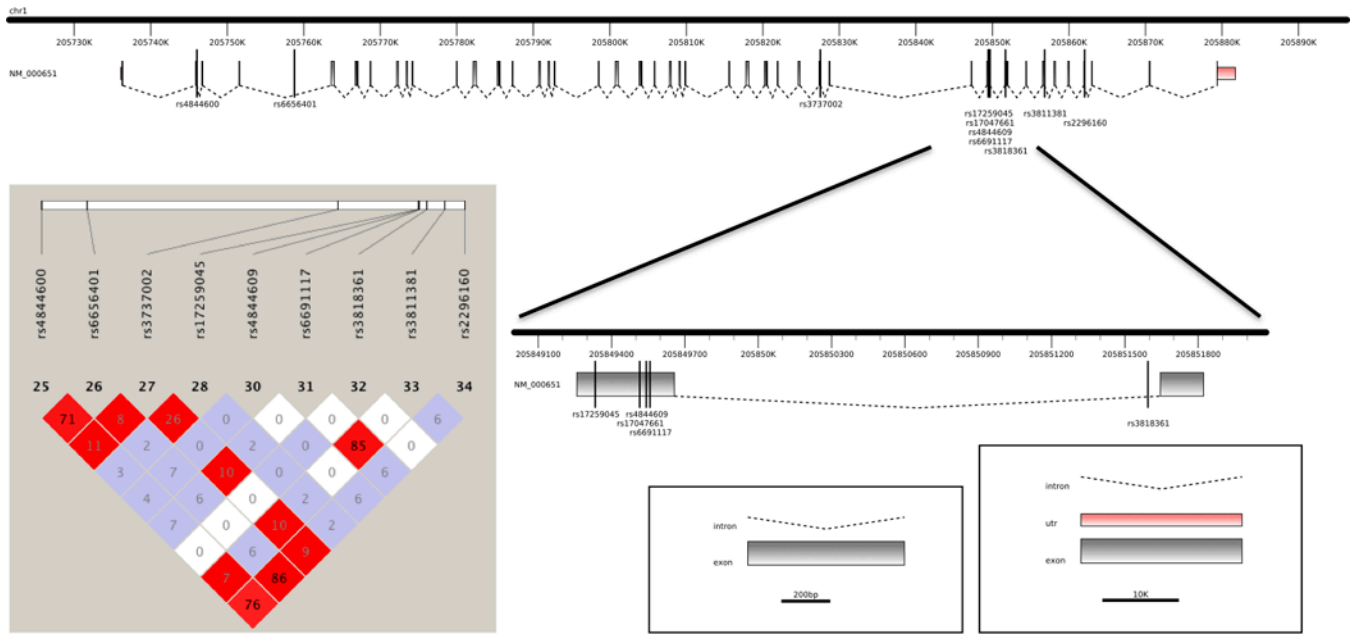 chr1
205730K 205740K 205750K 205760K 205770K 205780K 205790K 205800K 205810K 205820K 205830K 205840K 205850K 205860K 205870K 205880K 205890K
NM_000651
rs4844600 rs6656401 rs3737002
rs17259045 rs3811381
rs17047661 rs2296160
rs4844609
rs6691117
rs3818361
rs4844600 rs6656401 rs3737002 rs17259045 rs4844609 rs6691117 rs3818361 rs3811381 rs2296160
25 26 27 28 30 31 32 33 34
71 8 26 0 0 0 0 6
11 2 0 2 0 85 0
3 7 10 0 0 6
4 6 0 2 6
7 0 10 2
0 6 9
7 86
76
205849100 205849400 205849700 205850K 205850300 205850600 205850900 205851200 205851500 205851800
NM_000651
rs17259045 rs4844609
rs17047661 rs3818361
rs6691117
intron
exon
200bp
intron
utr
exon
10K